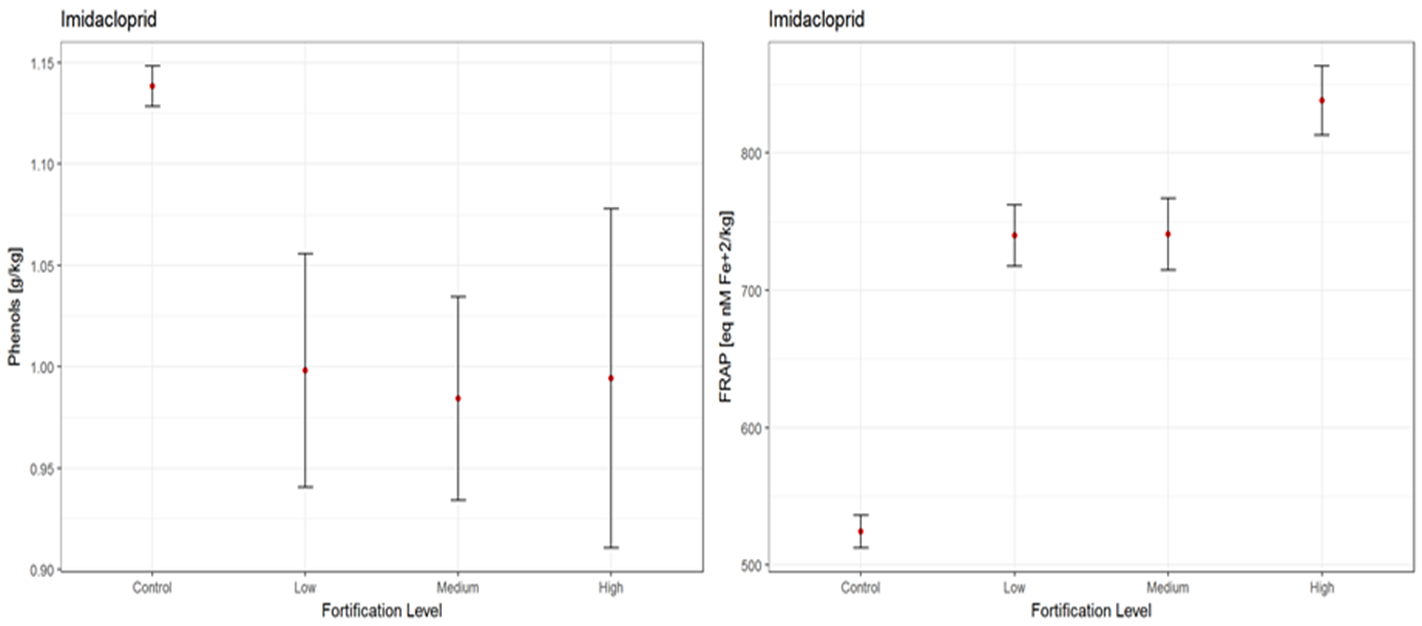 Imidacloprid
Phenols [g/kg]
1.15
1.10
1.05
1.00
0.95
0.90
Control Low Medium High
Fortification Level
Imidacloprid
FRAP [eq nM Fe+2/kg]
800
700
600
500
Control Low Medium High
Fortification Level